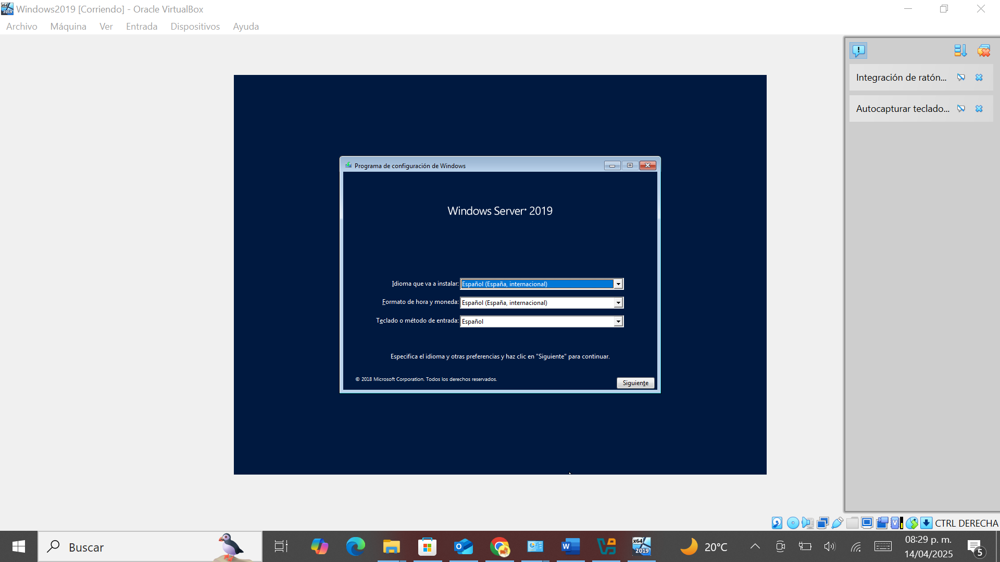 Windows2019 [Corriendo] - Oracle VirtualBox
Archivo Máquina Ver Entrada Dispositivos Ayuda
Integración de ratón...
Autocapturar teclado...
Programa de configuración de Windows
Windows Server® 2019
Idioma que va a instalar: Español (España, internacional)
Formato de hora y moneda: Español (España, internacional)
Teclado o método de entrada: Español
Especifica el idioma y otras preferencias y haz clic en "Siguiente" para continuar.
© 2018 Microsoft Corporation. Todos los derechos reservados.
Siguiente
CTRL DERECHA
Buscar
x64
2019
20°C
08:29 p. m.
14/04/2025
5